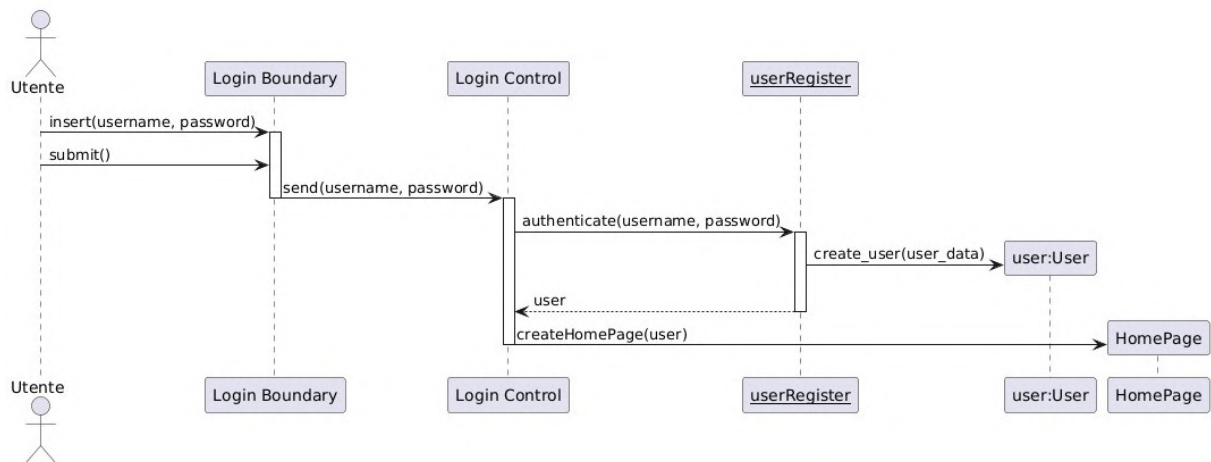 Utente
Login Boundary
Login Control
userRegister
insert(username, password)
submit()
send(username, password)
authenticate(username, password)
create_user(user_data)
user:User
user
createHomePage(user)
HomePage
Utente
Login Boundary
Login Control
userRegister
user:User
HomePage